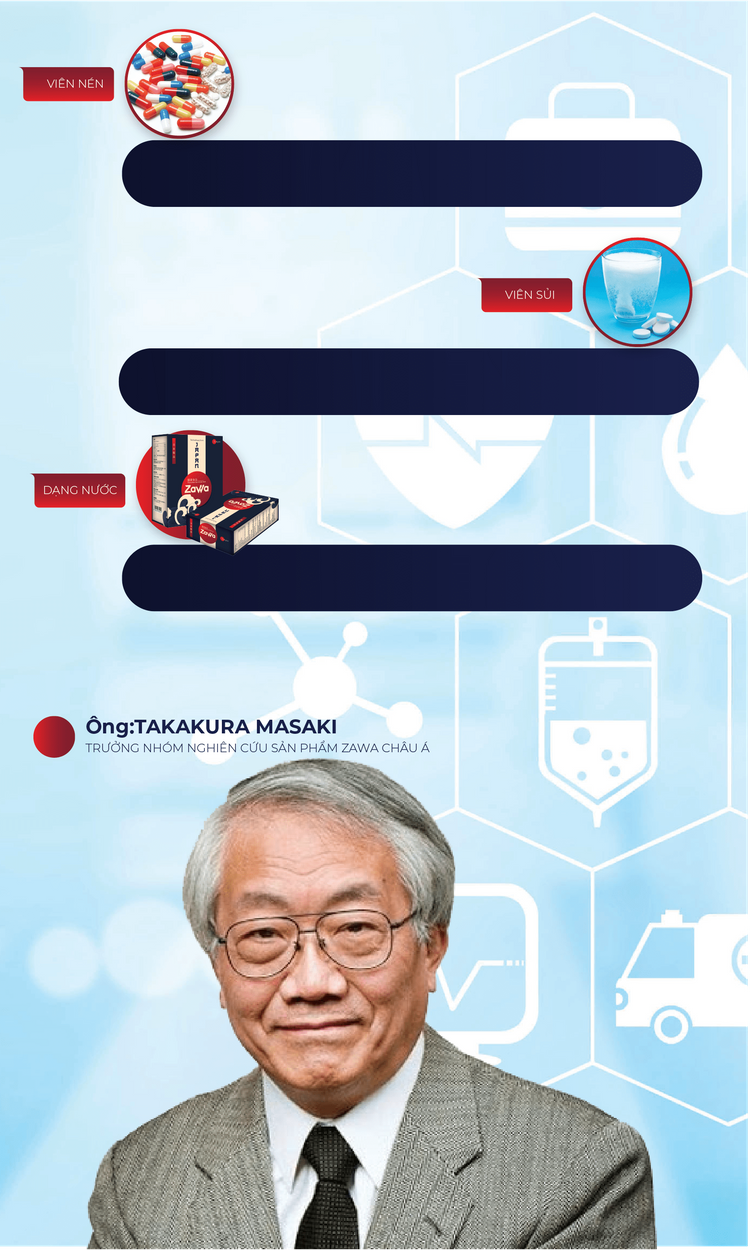 VIÊN NÉN
VIÊN SỦI
JAPAN
ZaWa
ZaWa
DẠNG NƯỚC
Ông:TAKAKURA MASAKI
TRƯỞNG NHÓM NGHIÊN CỨU SẢN PHẨM ZAWA CHÂU Á